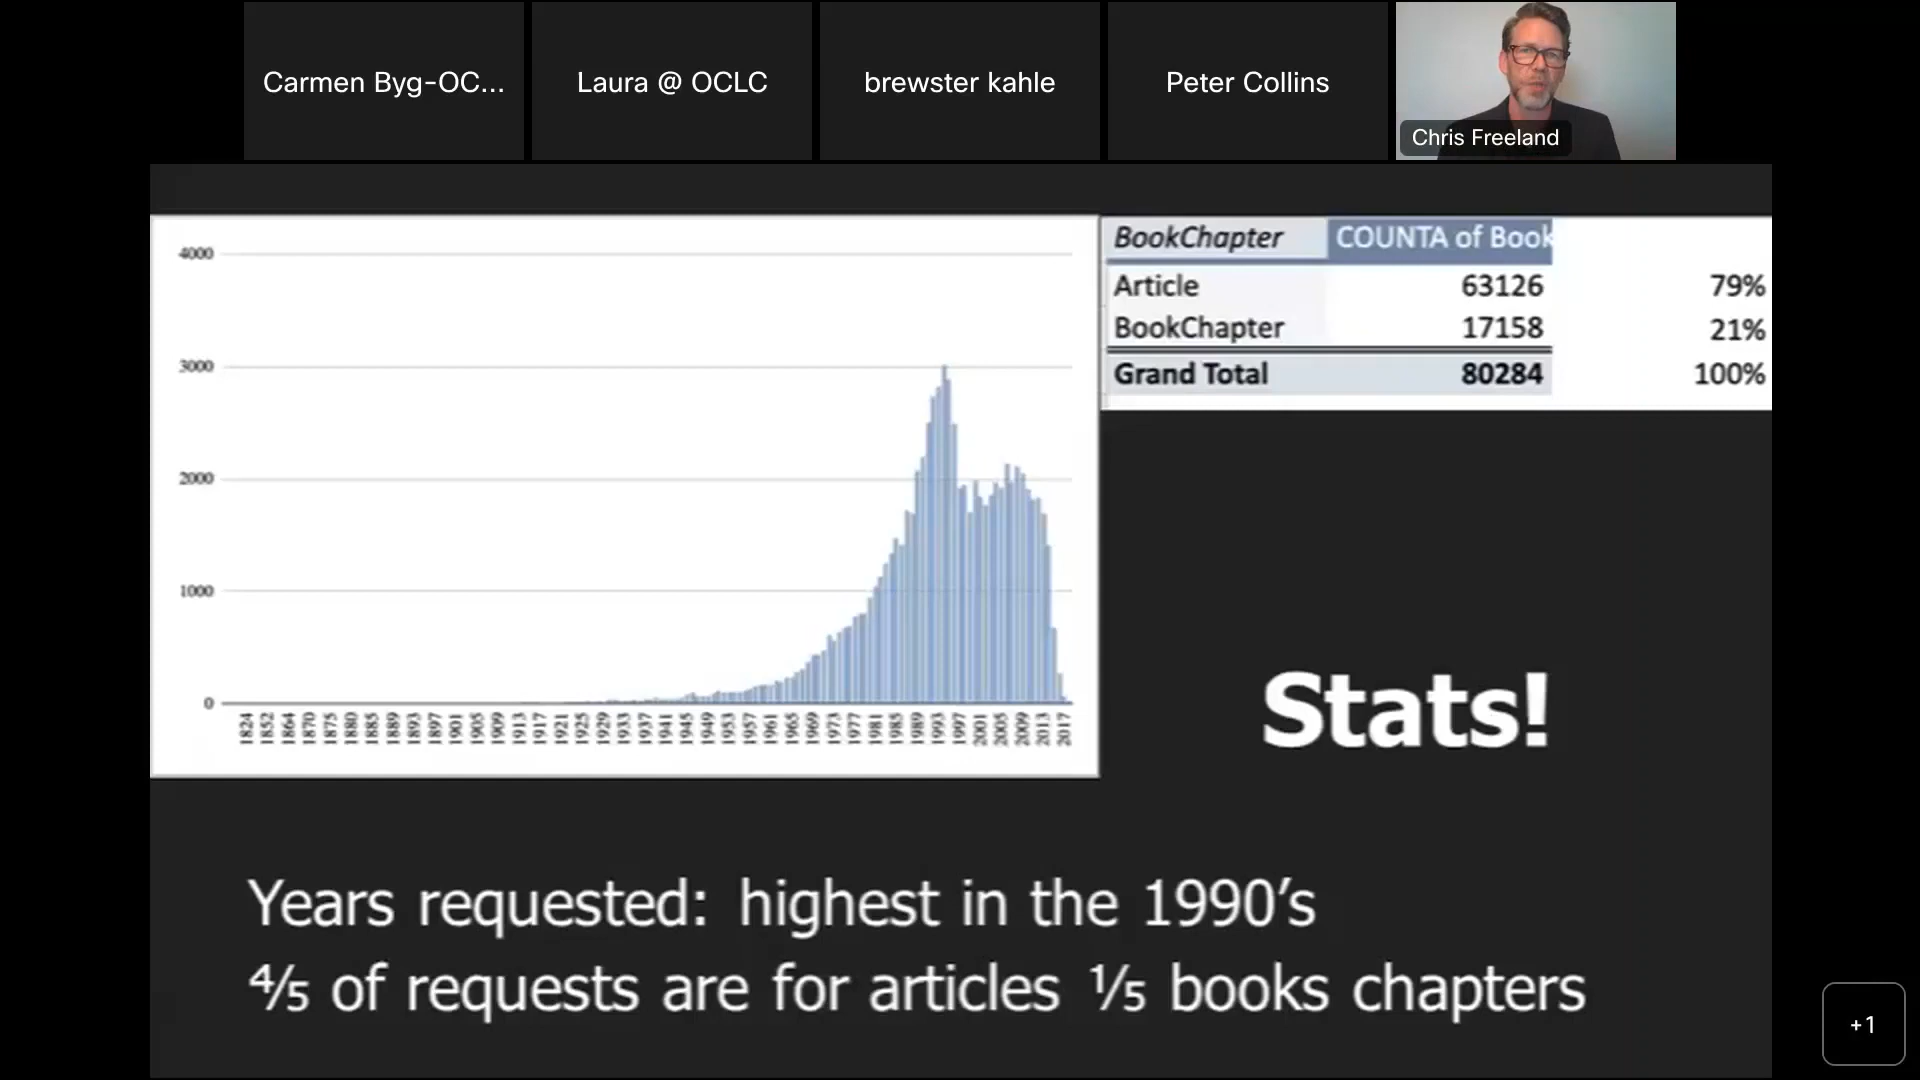 Carmen Byg-OC...
Laura @ OCLC
brewster kahle
Peter Collins
Chris Freeland
4000
3000
2000
1000
0
1824 1852 1864 1870 1875 1880 1885 1889 1893 1897 1901 1905 1909 1913 1917 1921 1925 1929 1933 1937 1941 1945 1949 1953 1957 1961 1965 1969 1973 1977 1981 1985 1989 1993 1997 2001 2005 2009 2013 2017
BookChapter COUNTA of Book
Article 63126 79%
BookChapter 17158 21%
Grand Total 80284 100%
Stats!
Years requested: highest in the 1990’s
⅘ of requests are for articles ⅕ books chapters
+1